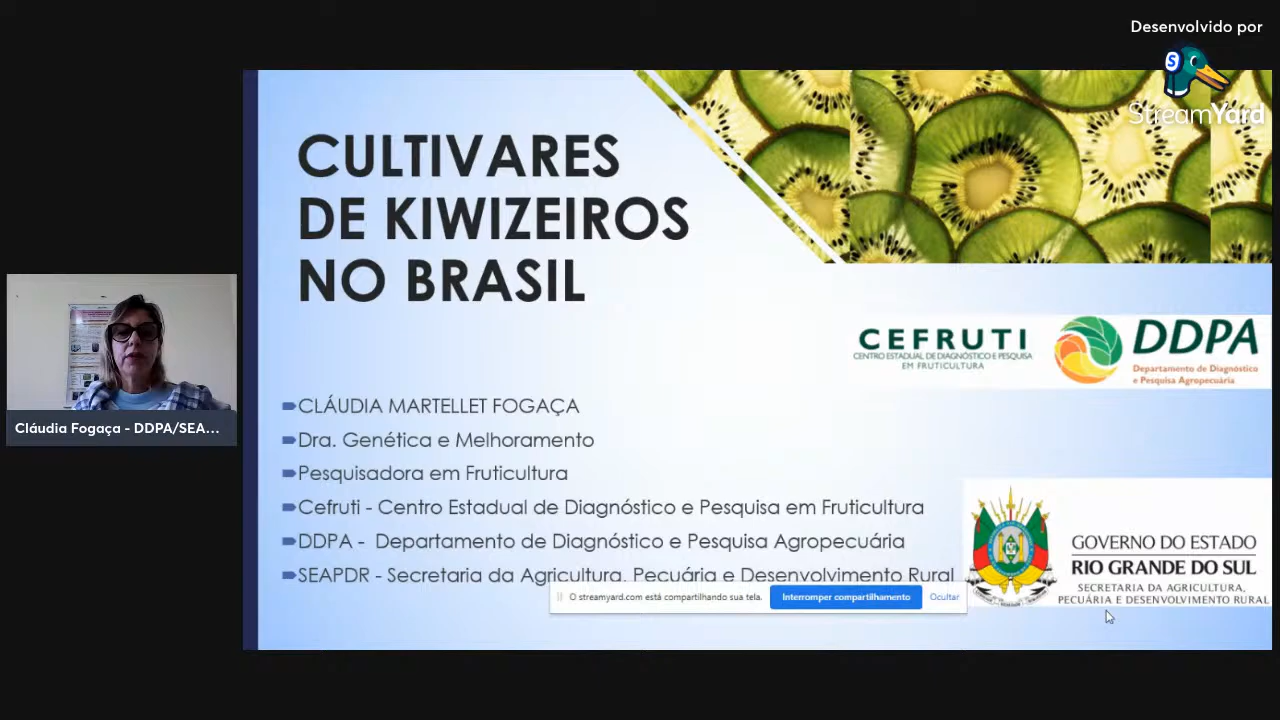 Desenvolvido por
StreamYard
CULTIVARES
DE KIWIZEIROS
NO BRASIL
CEFRUTI
CENTRO ESTADUAL DE DIAGNÓSTICO E PESQUISA
EM FRUTICULTURA
DDPA
Departamento de Diagnóstico
e Pesquisa Agropecuária
CLÁUDIA MARTELLET FOGAÇA
Dra. Genética e Melhoramento
Pesquisadora em Fruticultura
Cefruti - Centro Estadual de Diagnóstico e Pesquisa em Fruticultura
DDPA - Departamento de Diagnóstico e Pesquisa Agropecuária
SEAPDR - Secretaria da Agricultura, Pecuária e Desenvolvimento Rural
Cláudia Fogaça - DDPA/SEA...
GOVERNO DO ESTADO
RIO GRANDE DO SUL
SECRETARIA DA AGRICULTURA,
PECUÁRIA E DESENVOLVIMENTO RURAL
O streamyard.com está compartilhando sua tela.
Interromper compartilhamento
Ocultar